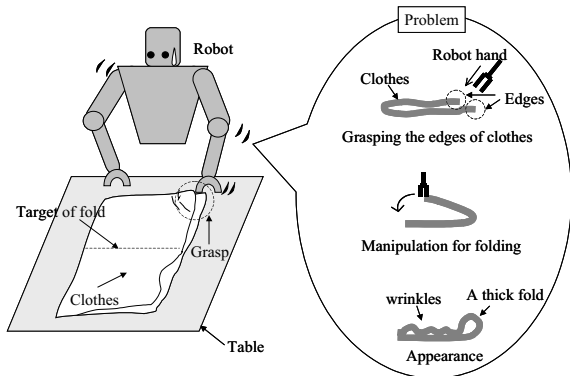 Problem
Robot
Robot hand
Clothes
Edges
Grasping the edges of clothes
Target of fold
Grasp
Manipulation for folding
Clothes
wrinkles
A thick fold
Table
Appearance